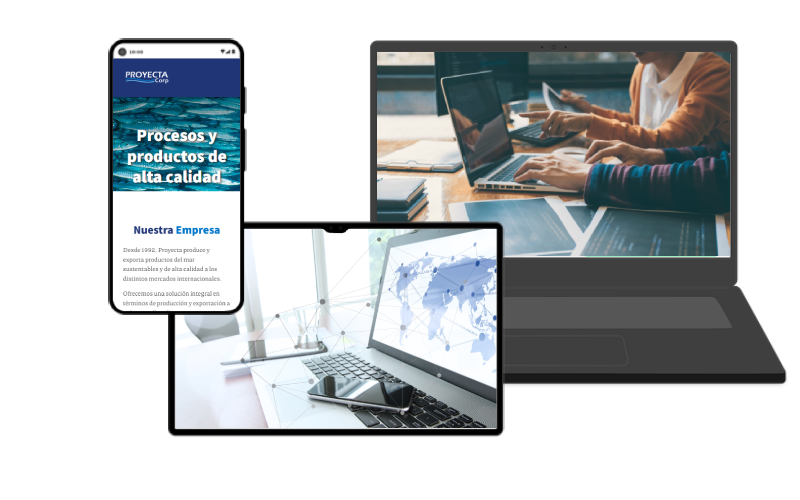 10:00
PROYECTA
Corp
Procesos y
productos de
alta calidad
Nuestra Empresa
Desde 1992, Proyecta produce y
exporta productos del mar
sustentables y de alta calidad a los
distintos mercados internacionales.
Ofrecemos una solución integral en
términos de producción y exportación a